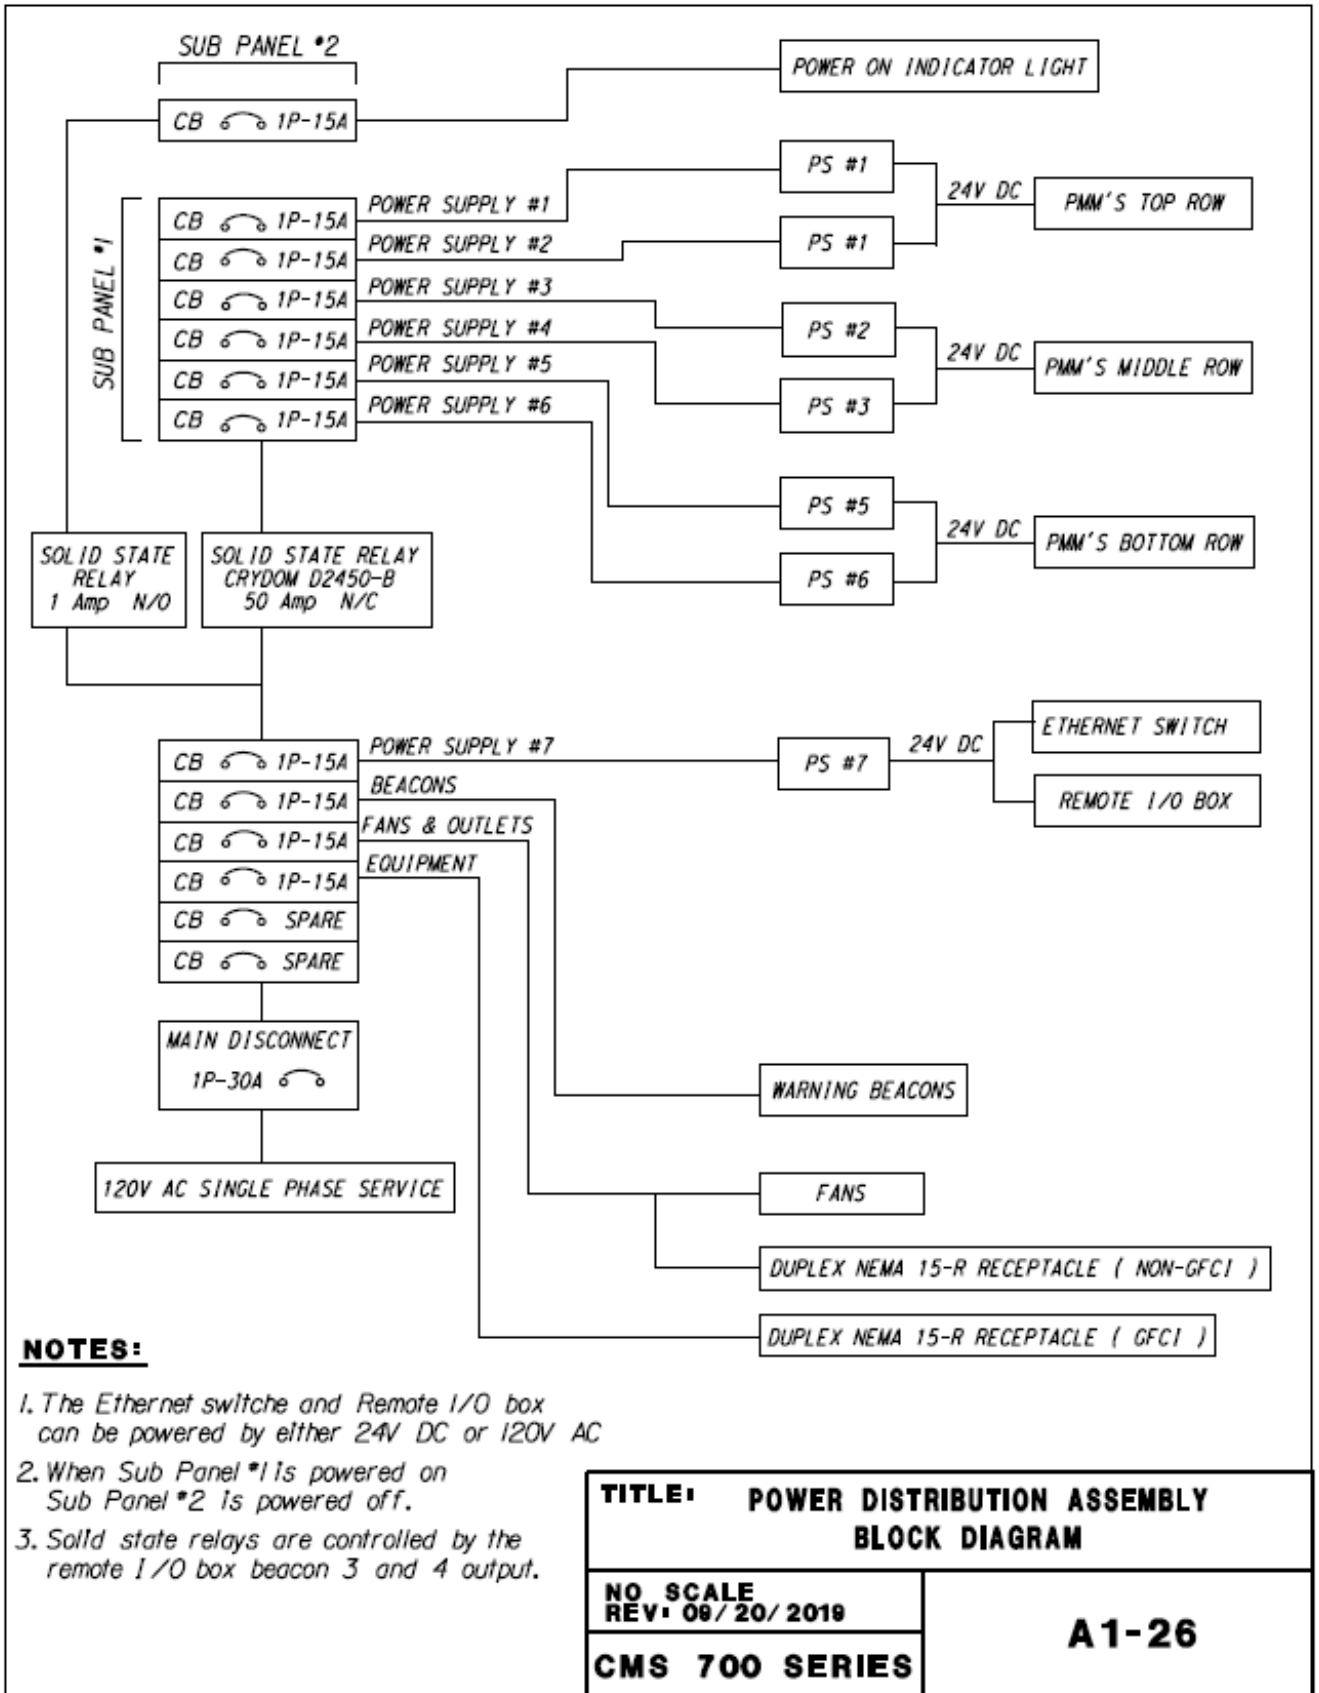 SUB PANEL #2
POWER ON INDICATOR LIGHT
CB 1P-15A
SUB PANEL #1
CB 1P-15A
POWER SUPPLY #1
PS #1
CB 1P-15A
POWER SUPPLY #2
PS #1
24V DC
PMM'S TOP ROW
CB 1P-15A
POWER SUPPLY #3
PS #2
CB 1P-15A
POWER SUPPLY #4
PS #3
24V DC
PMM'S MIDDLE ROW
CB 1P-15A
POWER SUPPLY #5
PS #5
CB 1P-15A
POWER SUPPLY #6
PS #6
24V DC
PMM'S BOTTOM ROW
SOLID STATE
RELAY
1 Amp N/O
SOLID STATE RELAY
CRYDOM D2450-B
50 Amp N/C
CB 1P-15A
POWER SUPPLY #7
PS #7
24V DC
ETHERNET SWITCH
REMOTE I/O BOX
CB 1P-15A
BEACONS
CB 1P-15A
FANS & OUTLETS
CB 1P-15A
EQUIPMENT
CB SPARE
CB SPARE
MAIN DISCONNECT
1P-30A
120V AC SINGLE PHASE SERVICE
WARNING BEACONS
FANS
DUPLEX NEMA 15-R RECEPTACLE ( NON-GFCI )
DUPLEX NEMA 15-R RECEPTACLE ( GFCI )
NOTES:
1. The Ethernet switche and Remote I/O box
can be powered by either 24V DC or 120V AC
2. When Sub Panel #1 is powered on
Sub Panel #2 is powered off.
3. Solid state relays are controlled by the
remote I/O box beacon 3 and 4 output.
TITLE: POWER DISTRIBUTION ASSEMBLY
BLOCK DIAGRAM
NO SCALE
REV: 09/20/2019
CMS 700 SERIES
A1-26